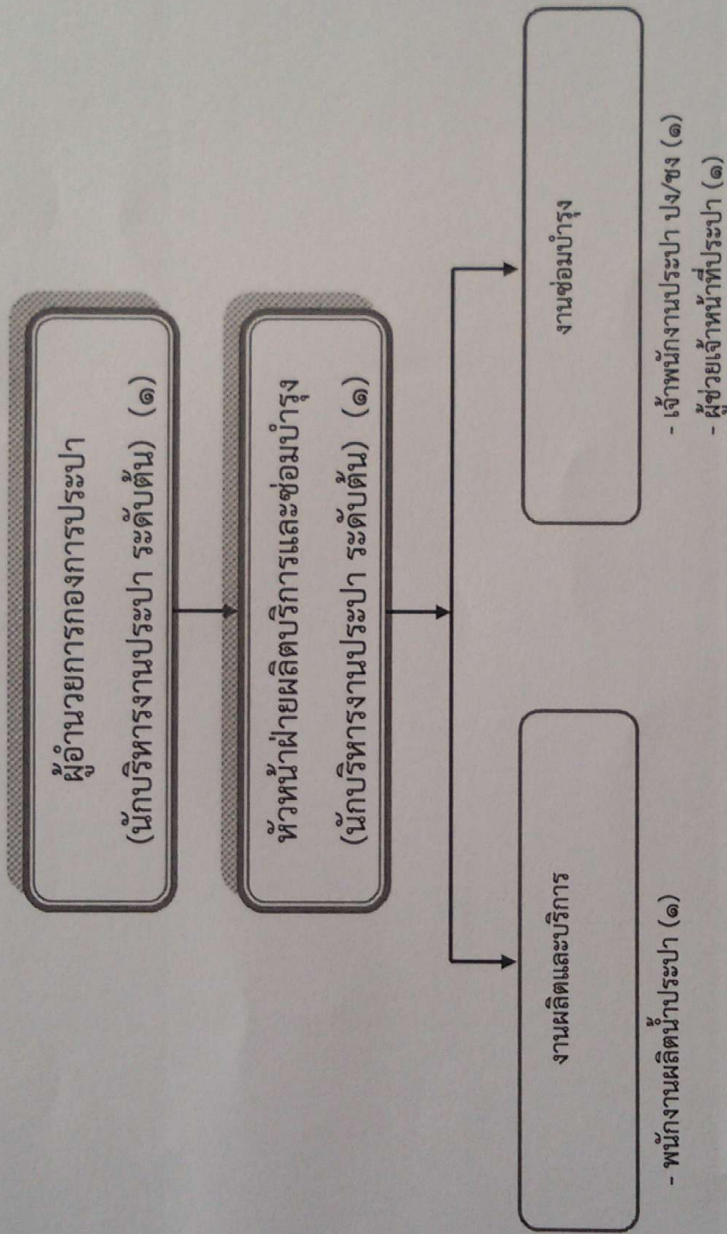 ผู้อำนวยการกองการประปา
(นักบริหารงานประปา ระดับต้น) (๑)
หัวหน้าฝ่ายผลิตบริการและซ่อมบำรุง
(นักบริหารงานประปา ระดับต้น) (๑)
งานผลิตและบริการ
- พนักงานผลิตน้ำประปา (๑)
งานซ่อมบำรุง
- เจ้าพนักงานประปา ปง/ชง (๑)
- ผู้ช่วยเจ้าหน้าที่ประปา (๑)